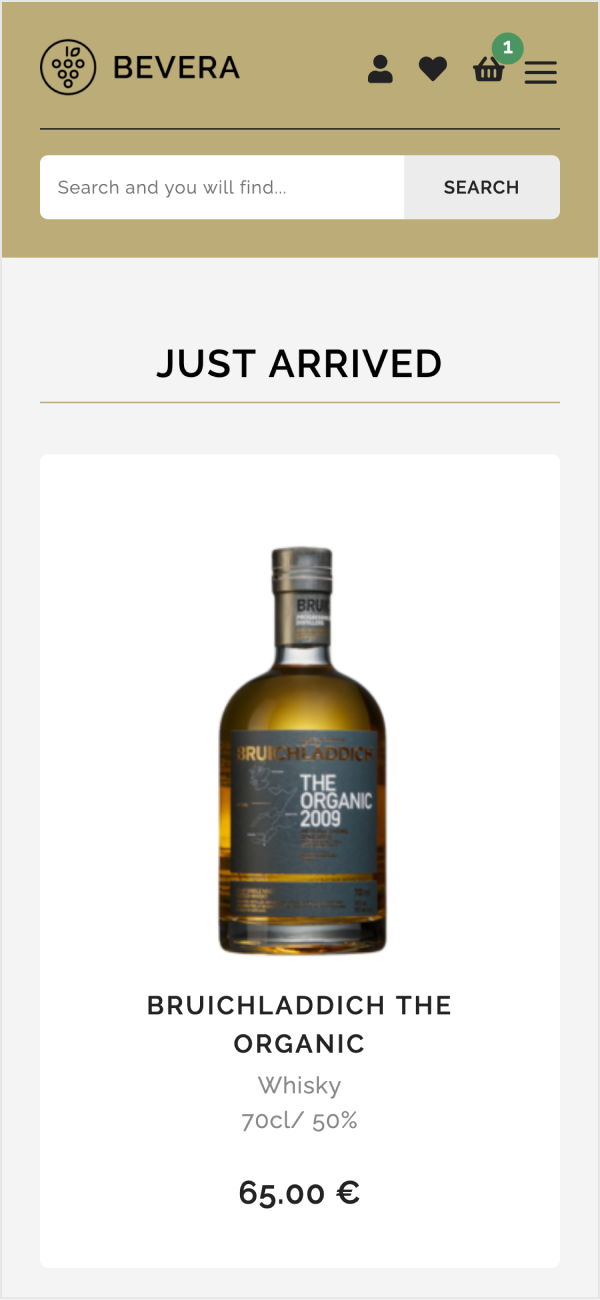 BEVERA
1
Search and you will find...
SEARCH
JUST ARRIVED
BRUICHLADDICH
THE
ORGANIC
2009
BRUICHLADDICH THE
ORGANIC
Whisky
70cl/ 50%
65.00 €